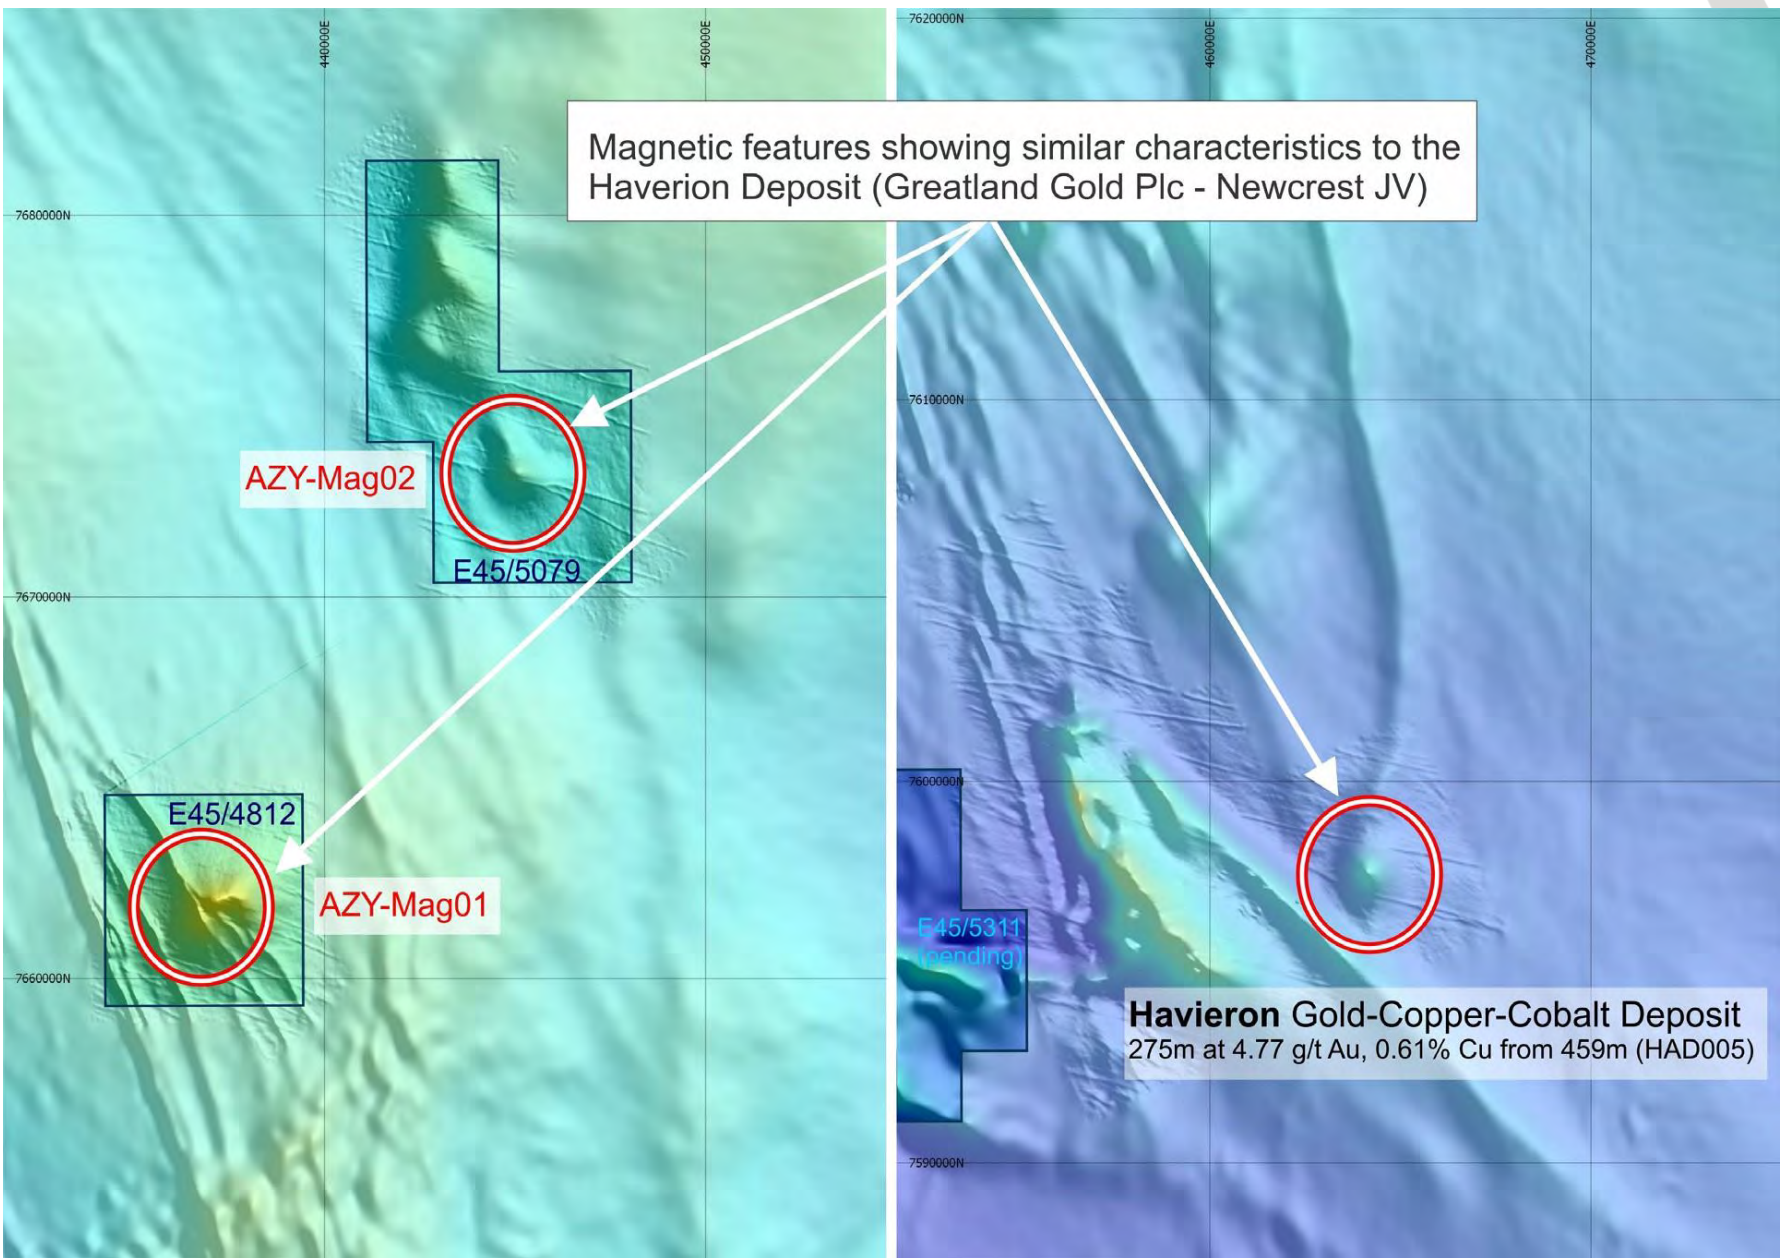 440000E
450000E
7620000N
460000E
470000E
Magnetic features showing similar characteristics to the
Haverion Deposit (Greatland Gold Plc - Newcrest JV)
7680000N
7610000N
AZY-Mag02
E45/5079
7670000N
7600000N
E45/4812
AZY-Mag01
E45/5311
(pending)
7660000N
Havieron Gold-Copper-Cobalt Deposit
275m at 4.77 g/t Au, 0.61% Cu from 459m (HAD005)
7590000N